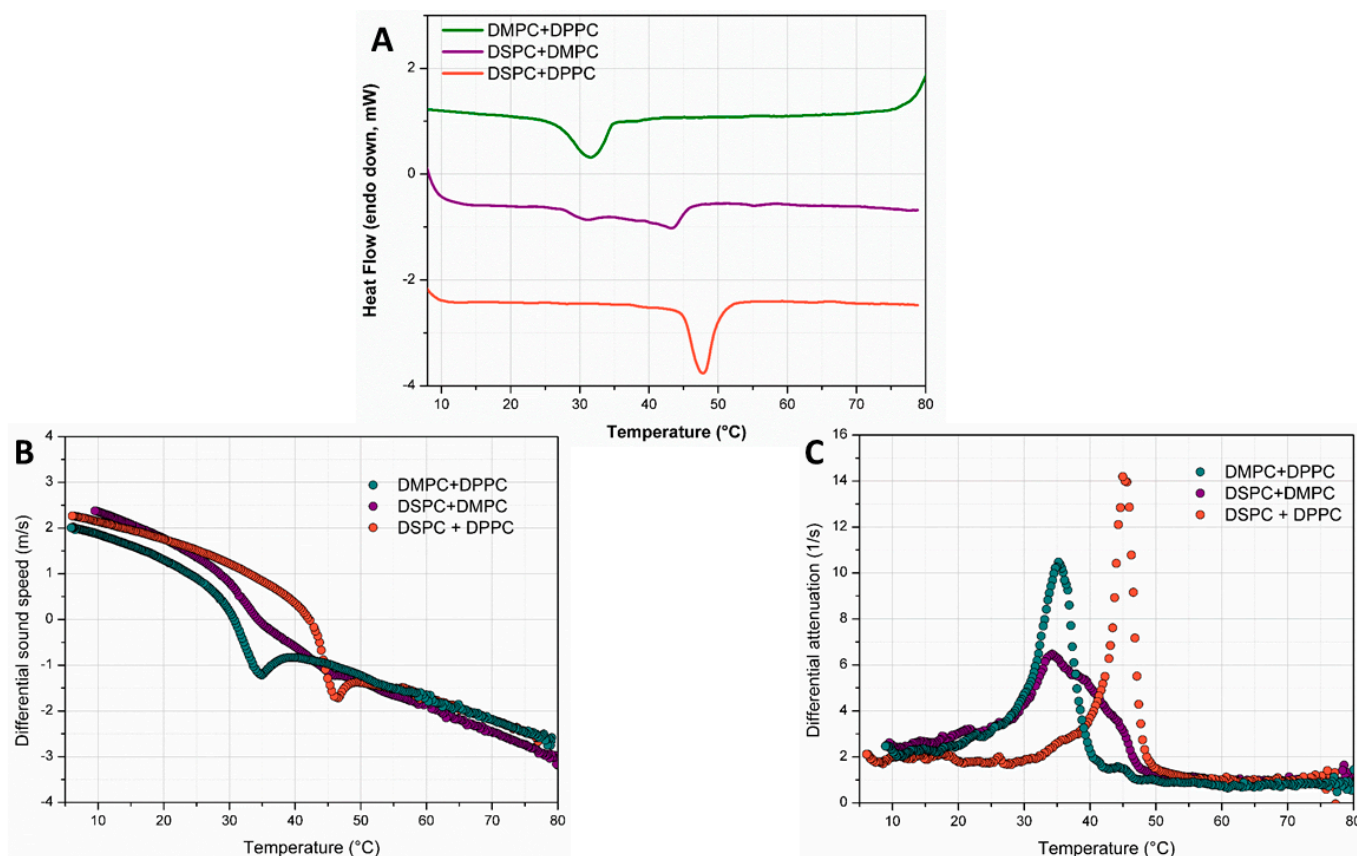 A
DMPC+DPPC
DSPC+DMPC
DSPC+DPPC
2
0
-2
-4
Heat Flow (endo down, mW)
10 20 30 40 50 60 70 80
Temperature (°C)
B
DMPC+DPPC
DSPC+DMPC
DSPC + DPPC
4
3
2
1
0
-1
-2
-3
-4
Differential sound speed (m/s)
10 20 30 40 50 60 70 80
Temperature (°C)
C
DMPC+DPPC
DSPC+DMPC
DSPC + DPPC
16
14
12
10
8
6
4
2
0
Differential attenuation (1/s)
10 20 30 40 50 60 70 80
Temperature (°C)